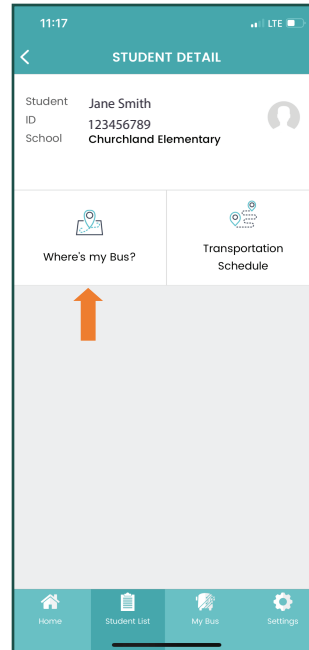 11:17 LTE
STUDENT DETAIL
Student Jane Smith
ID 123456789
School Churchland Elementary
Where's my Bus?
Transportation
Schedule
Home Student List My Bus Settings